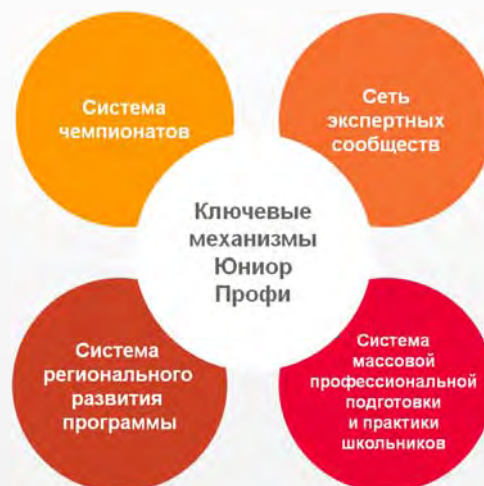 Система
чемпионатов
Сеть
экспертных
сообществ
Ключевые
механизмы
Юниор
Профи
Система
регионального
развития
программы
Система
массовой
профессиональной
подготовки
и практики
школьников